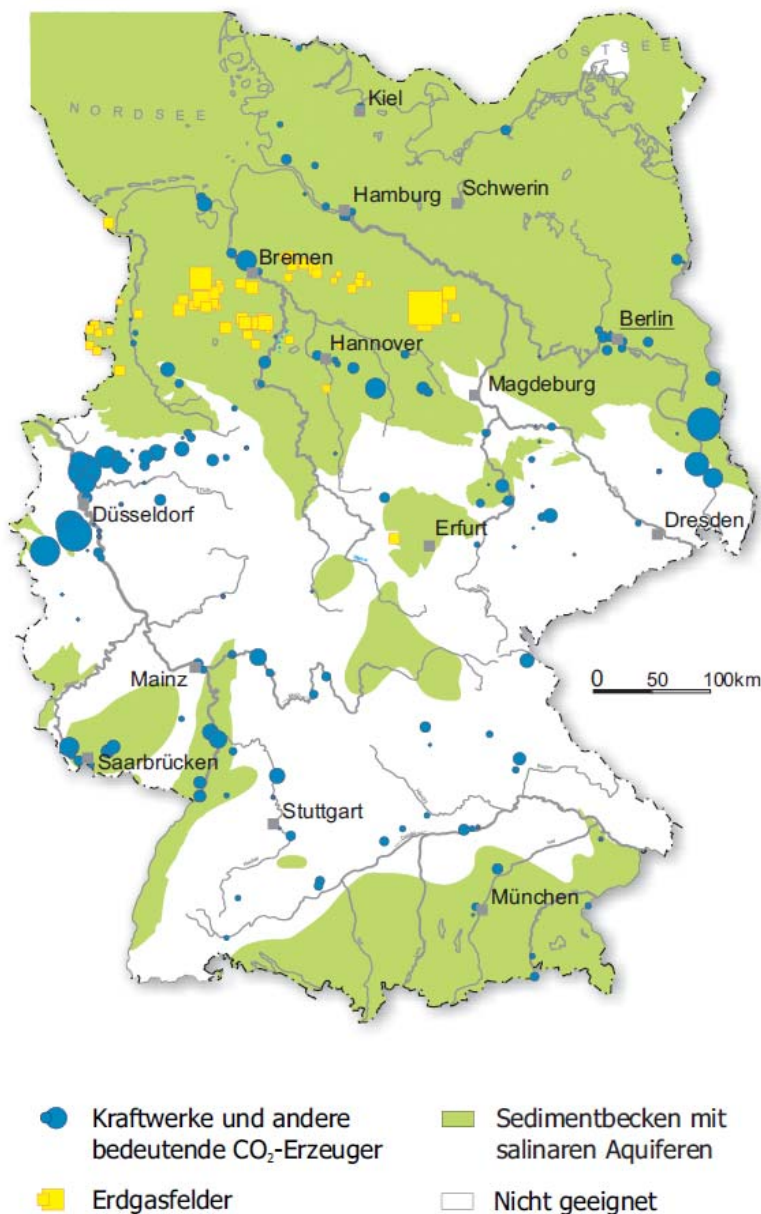 OSTSEE
Kiel
NORDSEE
Hamburg
Schwerin
Bremen
Berlin
Hannover
Magdeburg
Düsseldorf
Dresden
Erfurt
0 50 100km
Mainz
Saarbrücken
Stuttgart
München
Kraftwerke und andere
bedeutende CO₂-Erzeuger
Sedimentbecken mit
salinaren Aquiferen
Erdgasfelder
Nicht geeignet